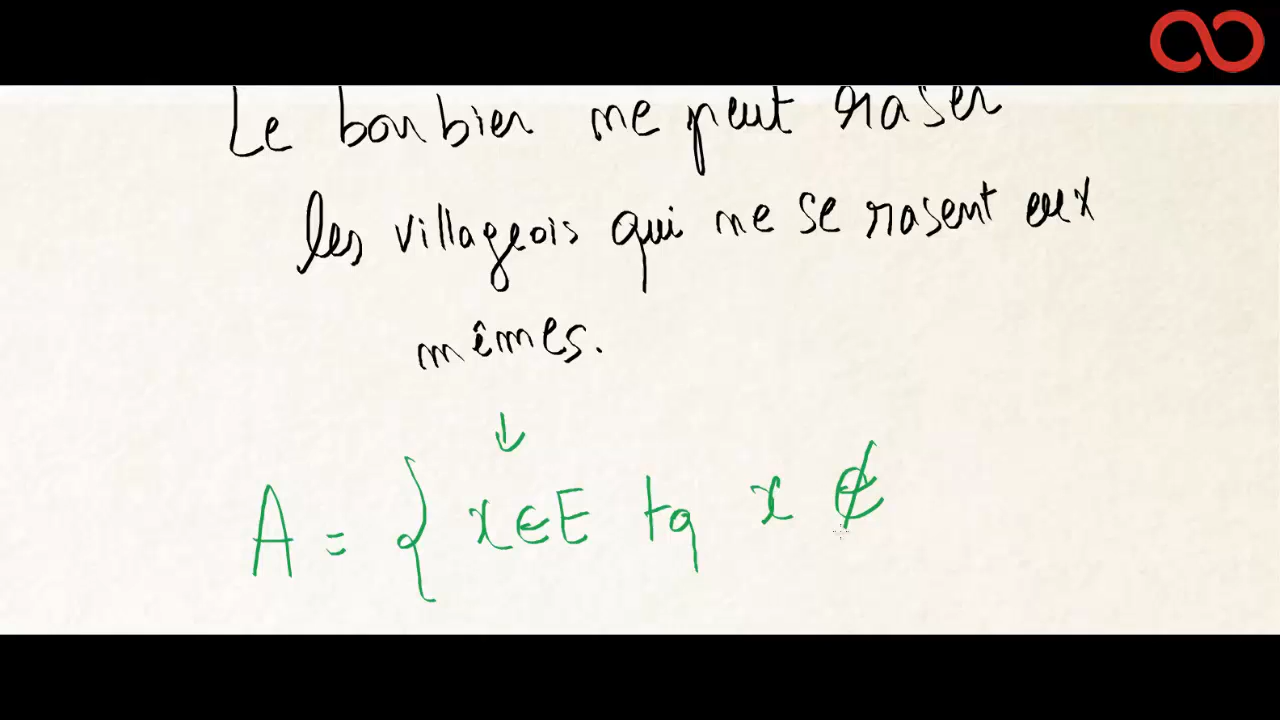 Le barbier ne peut raser
les villageois qui ne se rasent eux
mêmes.
↓
A = { x ∈ E tq x ∉